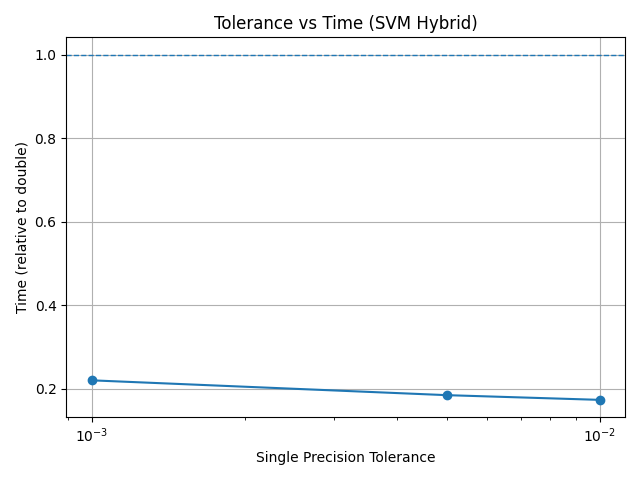 Tolerance vs Time (SVM Hybrid)
Time (relative to double)
1.0
0.8
0.6
0.4
0.2
10⁻³
10⁻²
Single Precision Tolerance